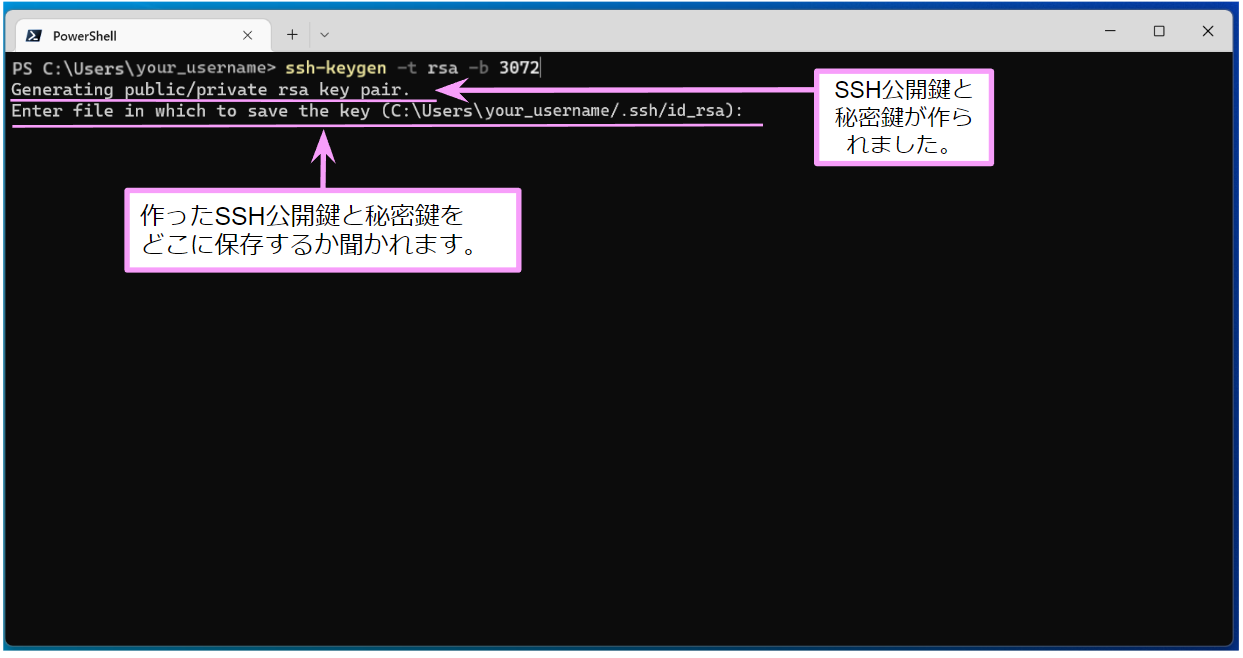 PowerShell
PS C:\Users\your_username> ssh-keygen -t rsa -b 3072
Generating public/private rsa key pair.
Enter file in which to save the key (C:\Users\your_username/.ssh/id_rsa):
SSH公開鍵と
秘密鍵が作ら
れました。
作ったSSH公開鍵と秘密鍵を
どこに保存するか聞かれます。